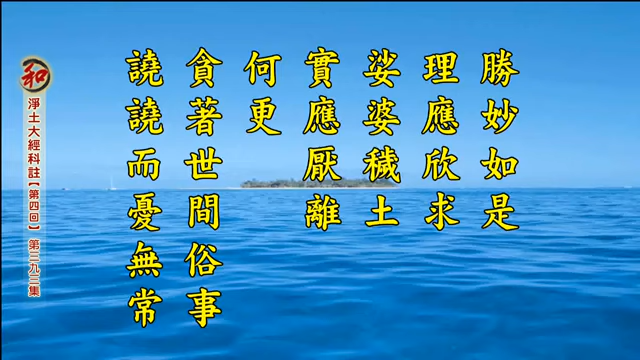 勝妙如是
理應欣求
娑婆穢土
實應厭離
何更
貪著世間俗事
譊譊而憂無常
和
淨土大經科註【第四回】第三九三集